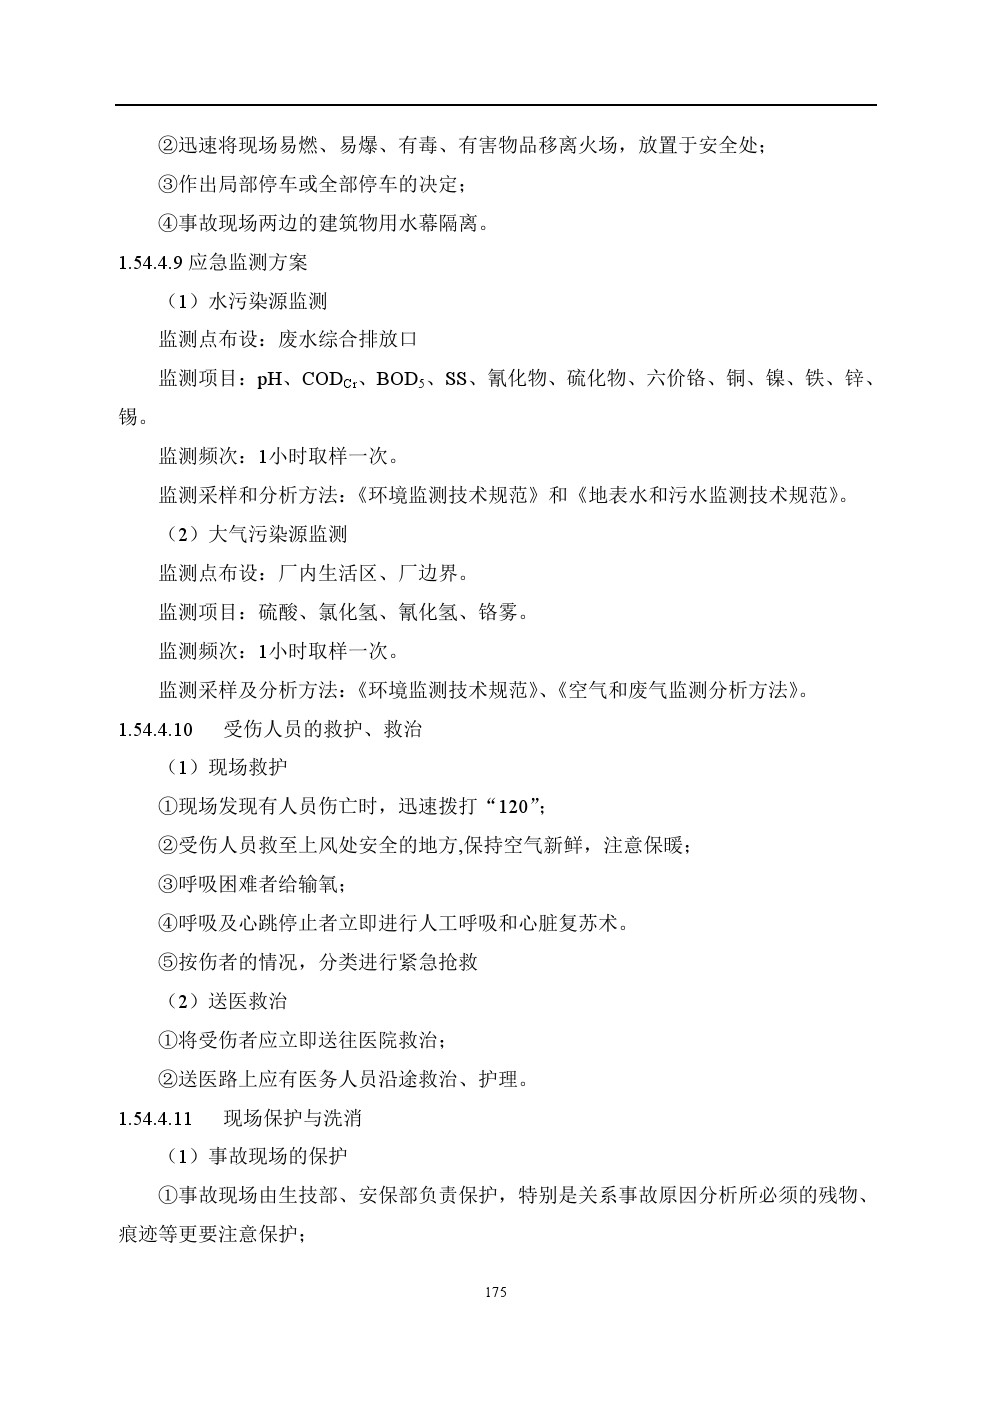 ②迅速将现场易燃、易爆、有毒、有害物品移离火场，放置于安全处；
③作出局部停车或全部停车的决定；
④事故现场两边的建筑物用水幕隔离。
1.54.4.9 应急监测方案
（1）水污染源监测
监测点布设：废水综合排放口
监测项目：pH、CODCr、BOD5、SS、氰化物、硫化物、六价铬、铜、镍、铁、锌、
锡。
监测频次：1小时取样一次。
监测采样和分析方法：《环境监测技术规范》和《地表水和污水监测技术规范》。
（2）大气污染源监测
监测点布设：厂内生活区、厂边界。
监测项目：硫酸、氯化氢、氰化氢、铬雾。
监测频次：1小时取样一次。
监测采样及分析方法：《环境监测技术规范》、《空气和废气监测分析方法》。
1.54.4.10 受伤人员的救护、救治
（1）现场救护
①现场发现有人员伤亡时，迅速拨打“120”；
②受伤人员救至上风处安全的地方,保持空气新鲜，注意保暖；
③呼吸困难者给输氧；
④呼吸及心跳停止者立即进行人工呼吸和心脏复苏术。
⑤按伤者的情况，分类进行紧急抢救
（2）送医救治
①将受伤者应立即送往医院救治；
②送医路上应有医务人员沿途救治、护理。
1.54.4.11 现场保护与洗消
（1）事故现场的保护
①事故现场由生技部、安保部负责保护，特别是关系事故原因分析所必须的残物、
痕迹等更要注意保护；
175